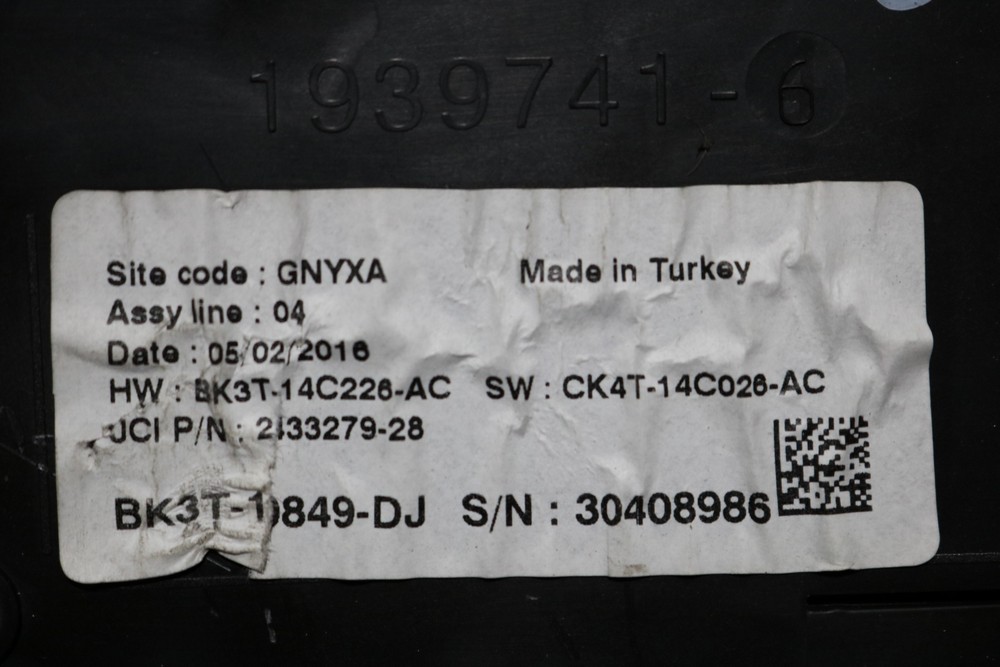 1939741-6
Site code : GNYXA Made in Turkey
Assy line : 04
Date : 05/02/2016
HW : BK3T-14C226-AC SW : CK4T-14C026-AC
JCI P/N : 2433279-28
BK3T-10849-DJ S/N : 30408986